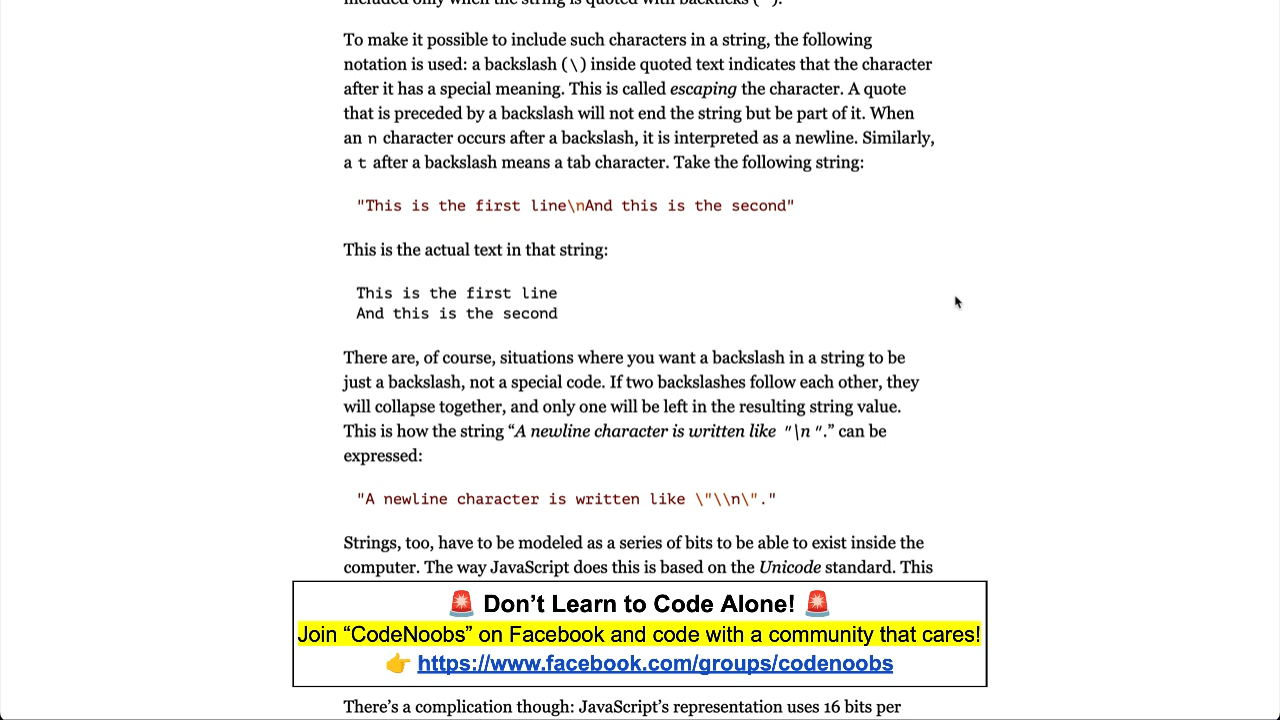 included only when the string is quoted with backticks (`).
To make it possible to include such characters in a string, the following
notation is used: a backslash (\) inside quoted text indicates that the character
after it has a special meaning. This is called escaping the character. A quote
that is preceded by a backslash will not end the string but be part of it. When
an n character occurs after a backslash, it is interpreted as a newline. Similarly,
a t after a backslash means a tab character. Take the following string:
"This is the first line\nAnd this is the second"
This is the actual text in that string:
This is the first line
And this is the second
There are, of course, situations where you want a backslash in a string to be
just a backslash, not a special code. If two backslashes follow each other, they
will collapse together, and only one will be left in the resulting string value.
This is how the string “A newline character is written like "\n".” can be
expressed:
"A newline character is written like \"\\n\"."
Strings, too, have to be modeled as a series of bits to be able to exist inside the
computer. The way JavaScript does this is based on the Unicode standard. This
🚨 Don’t Learn to Code Alone! 🚨
Join “CodeNoobs” on Facebook and code with a community that cares!
👉 https://www.facebook.com/groups/codenoobs
There’s a complication though: JavaScript’s representation uses 16 bits per